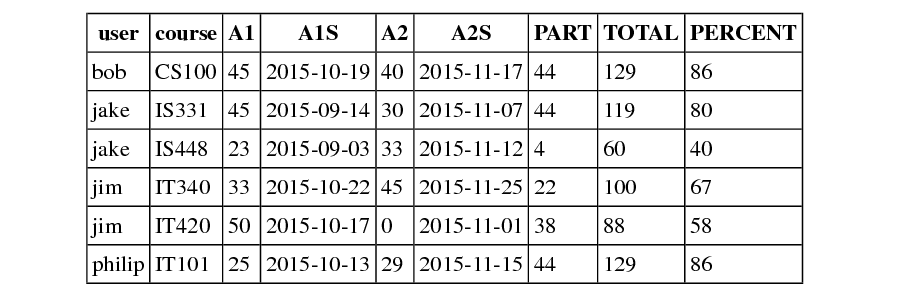 user course A1 A1S A2 A2S PART TOTAL PERCENT
bob CS100 45 2015-10-19 40 2015-11-17 44 129 86
jake IS331 45 2015-09-14 30 2015-11-07 44 119 80
jake IS448 23 2015-09-03 33 2015-11-12 4 60 40
jim IT340 33 2015-10-22 45 2015-11-25 22 100 67
jim IT420 50 2015-10-17 0 2015-11-01 38 88 58
philip IT101 25 2015-10-13 29 2015-11-15 44 129 86